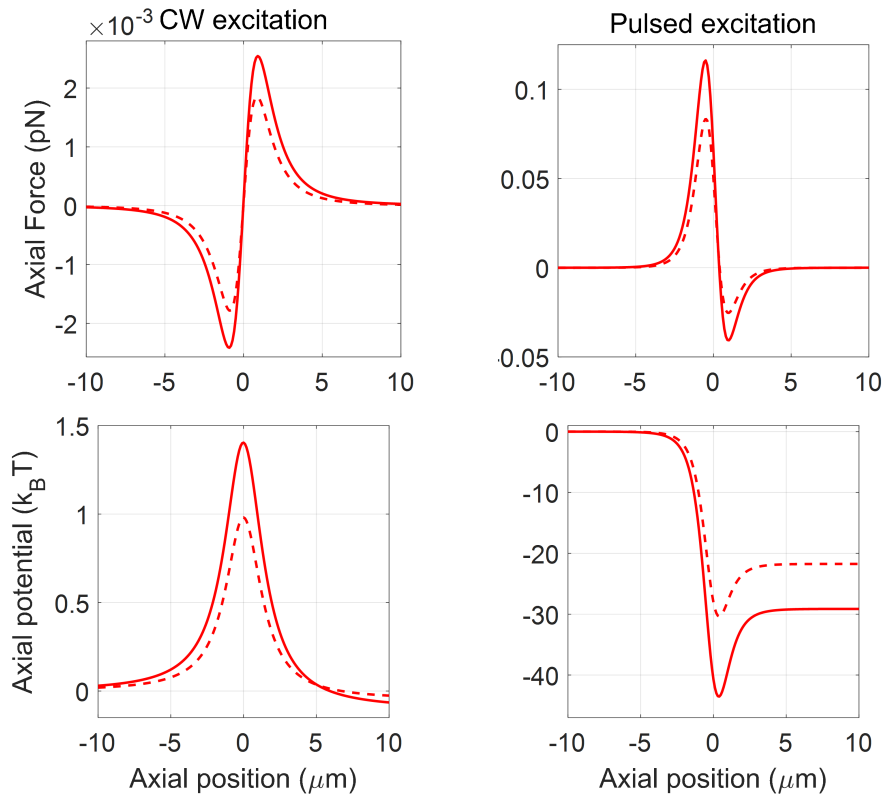 ×10⁻³ CW excitation
Pulsed excitation
Axial Force (pN)
2
1
0
-1
-2
-10 -5 0 5 10
0.1
0.05
0
-0.05
-10 -5 0 5 10
Axial potential (k_BT)
1.5
1
0.5
0
-10 -5 0 5 10
Axial position (μm)
0
-10
-20
-30
-40
-10 -5 0 5 10
Axial position (μm)